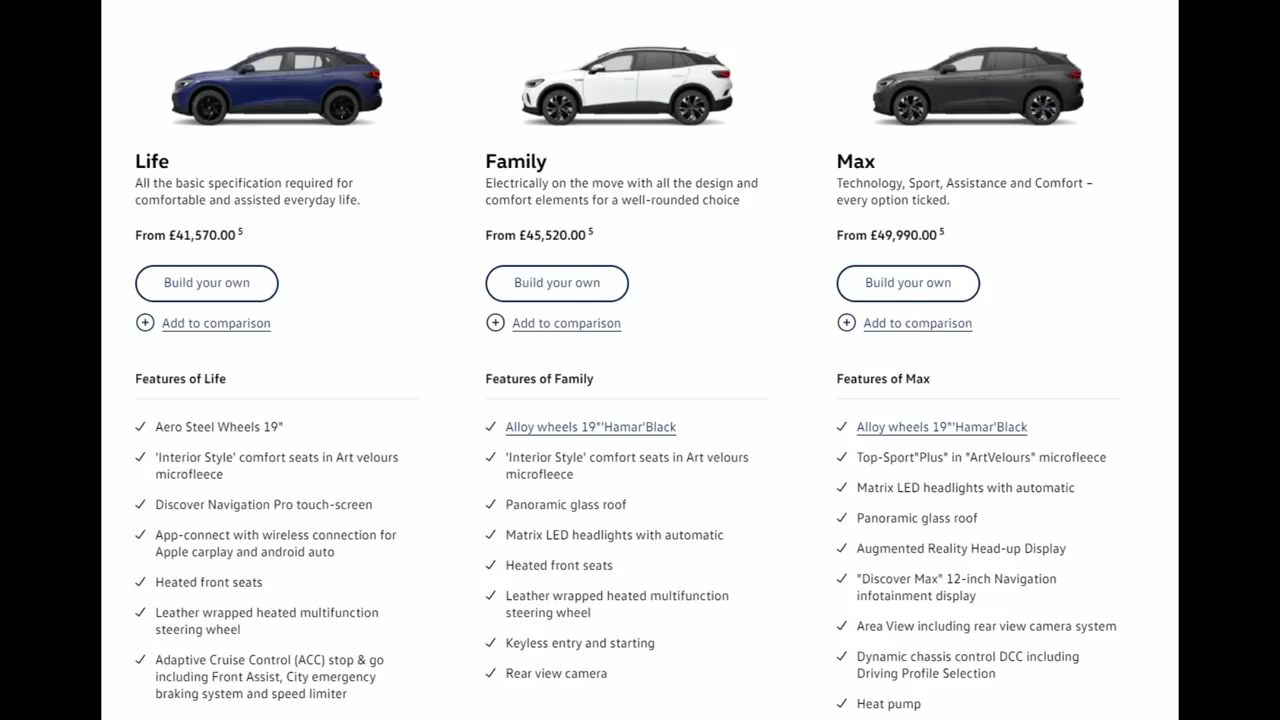 Life
All the basic specification required for
comfortable and assisted everyday life.
From £41,570.00 5
Build your own
Add to comparison
Features of Life
Aero Steel Wheels 19"
'Interior Style' comfort seats in Art velours
microfleece
Discover Navigation Pro touch-screen
App-connect with wireless connection for
Apple carplay and android auto
Heated front seats
Leather wrapped heated multifunction
steering wheel
Adaptive Cruise Control (ACC) stop & go
including Front Assist, City emergency
braking system and speed limiter
Family
Electrically on the move with all the design and
comfort elements for a well-rounded choice
From £45,520.00 5
Build your own
Add to comparison
Features of Family
Alloy wheels 19"'Hamar'Black
'Interior Style' comfort seats in Art velours
microfleece
Panoramic glass roof
Matrix LED headlights with automatic
Heated front seats
Leather wrapped heated multifunction
steering wheel
Keyless entry and starting
Rear view camera
Max
Technology, Sport, Assistance and Comfort –
every option ticked.
From £49,990.00 5
Build your own
Add to comparison
Features of Max
Alloy wheels 19"'Hamar'Black
Top-Sport"Plus" in "ArtVelours" microfleece
Matrix LED headlights with automatic
Panoramic glass roof
Augmented Reality Head-up Display
"Discover Max" 12-inch Navigation
infotainment display
Area View including rear view camera system
Dynamic chassis control DCC including
Driving Profile Selection
Heat pump